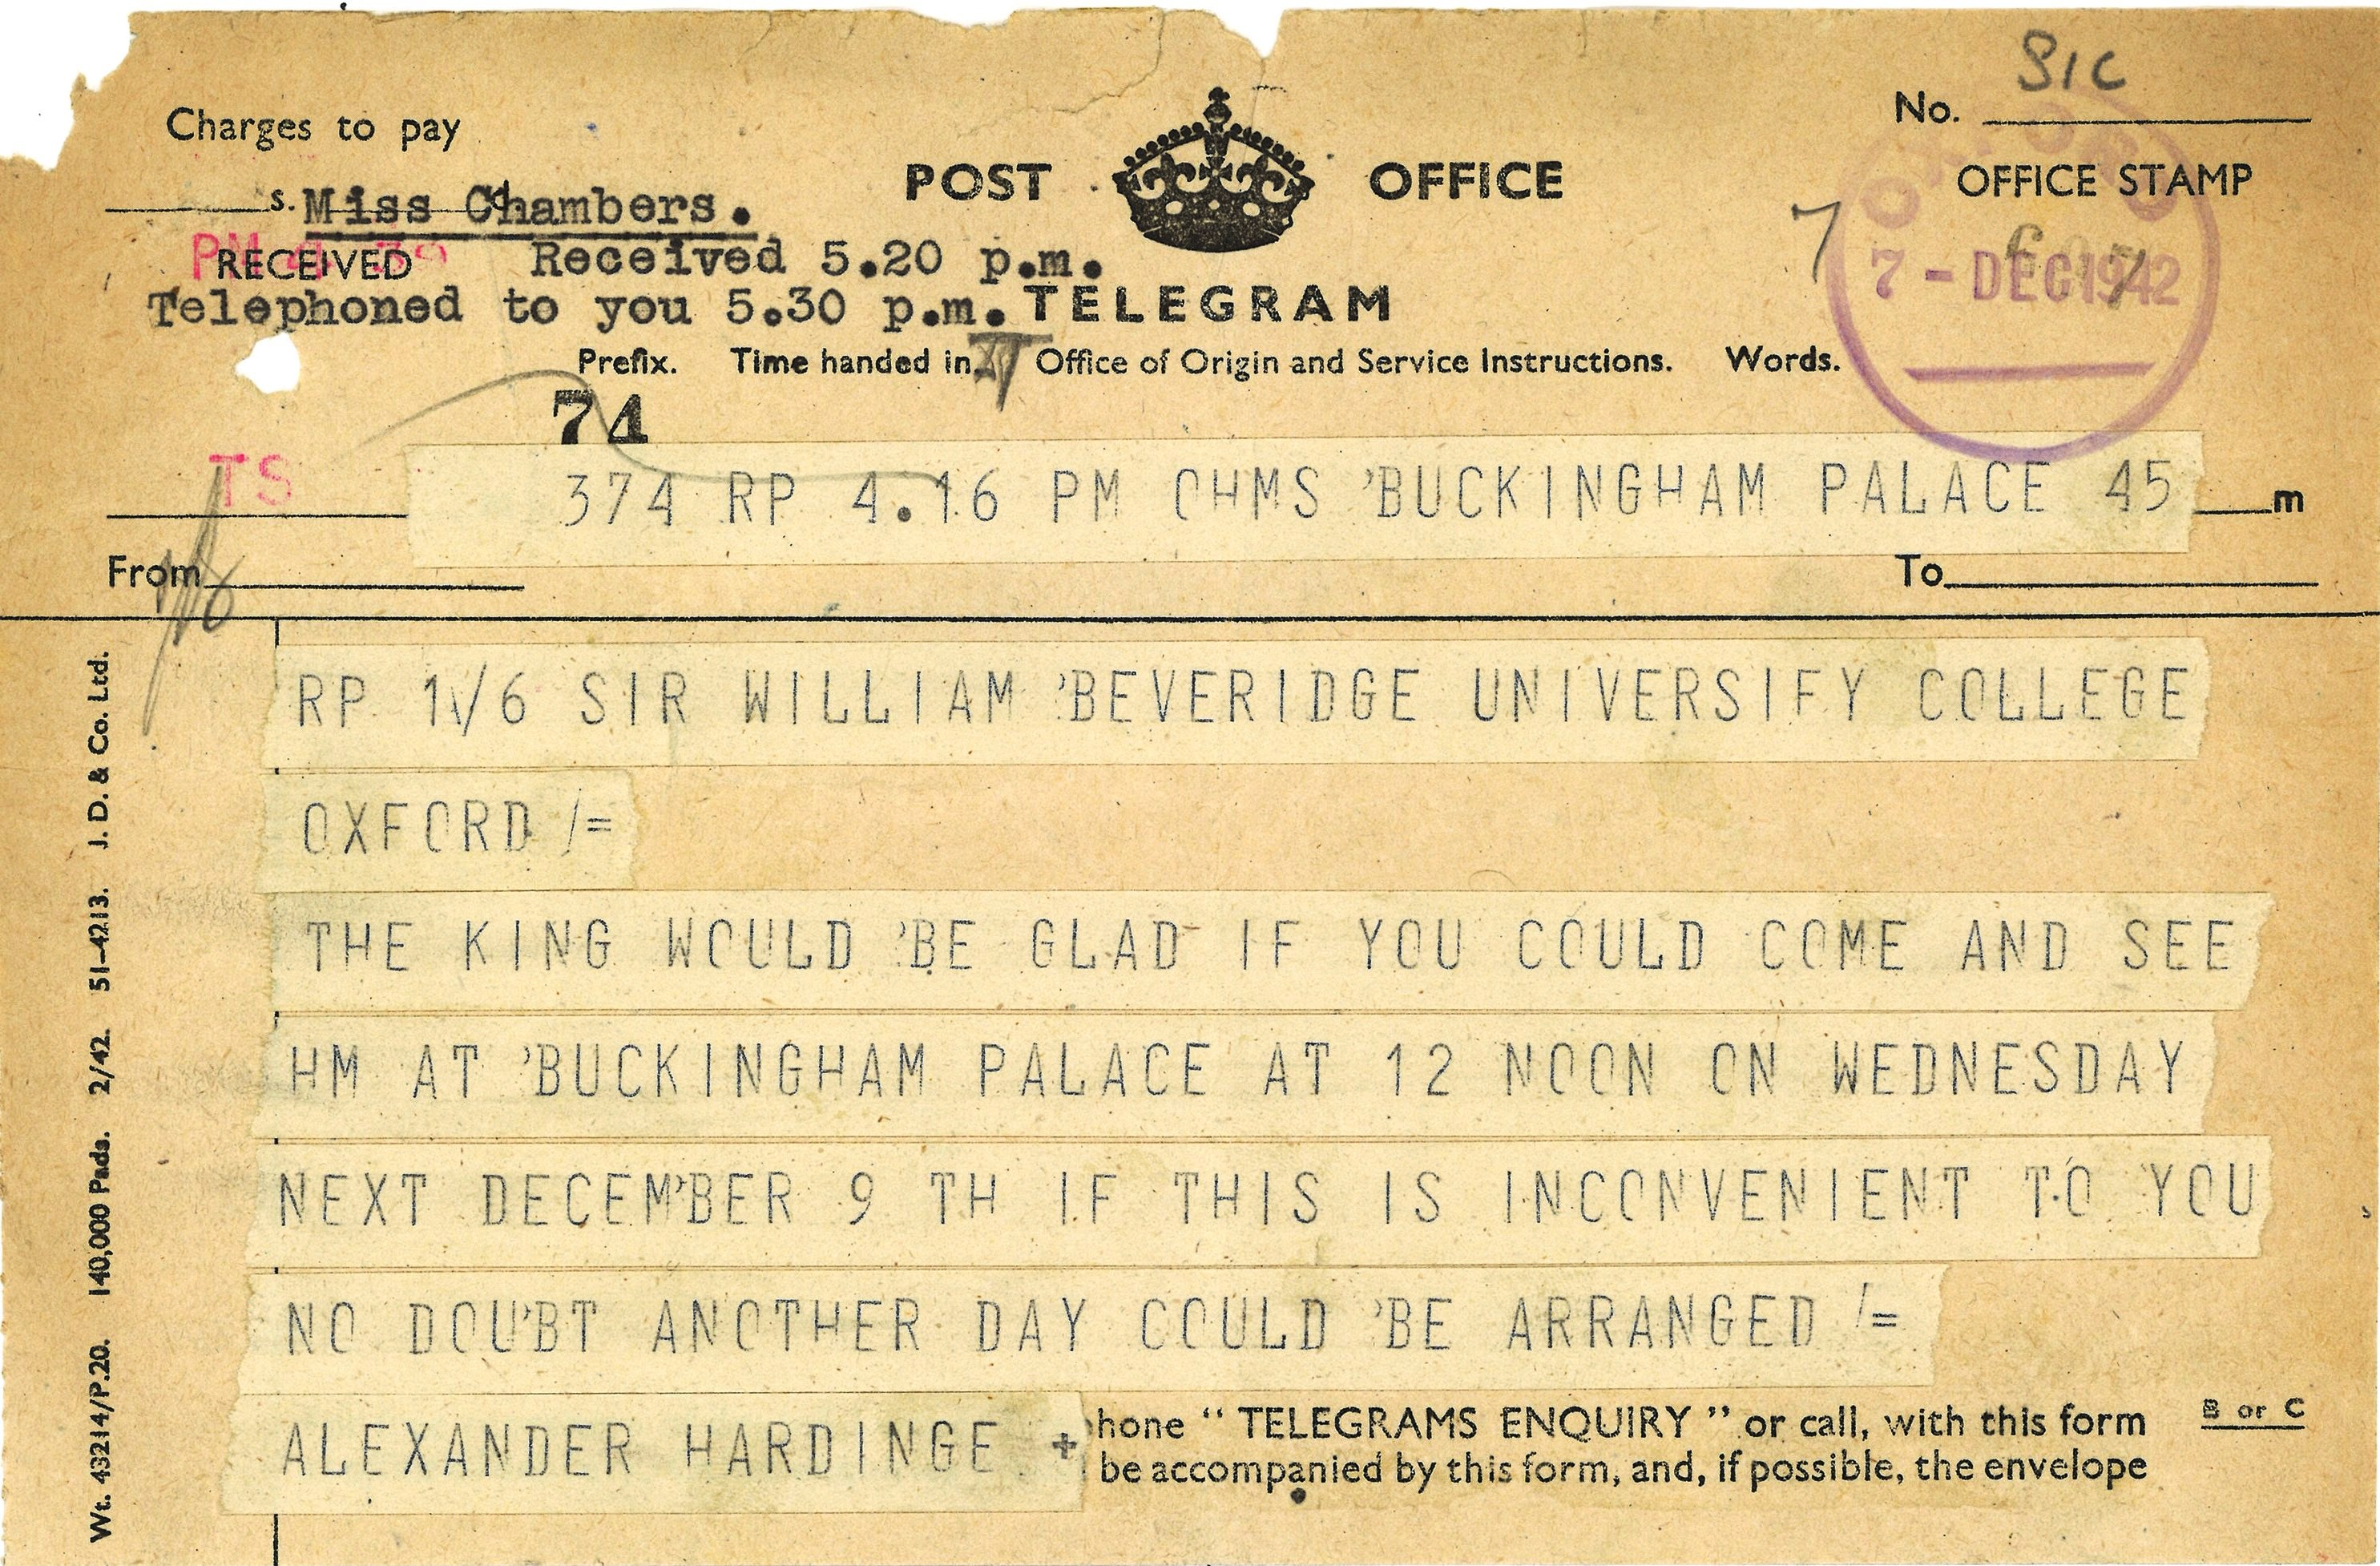 SIC
No.
Charges to pay
POST OFFICE
OFFICE STAMP
s. d.
Miss Chambers.
7
RECEIVED Received 5.20 p.m.
7-DEC 1942
Telephoned to you 5.30 p.m. TELEGRAM
Prefix. Time handed in. Office of Origin and Service Instructions. Words.
74
TS
374 RP 4.16 PM OHMS 'BUCKINGHAM PALACE 45
m
From To
RP 1/6 SIR WILLIAM 'BEVERIDGE UNIVERSIFY COLLEGE
OXFORD /=
THE KING WOULD 'BE GLAD IF YOU COULD COME AND SEE
HM AT 'BUCKINGHAM PALACE AT 12 NOON ON WEDNESDAY
NEXT DECEM'BER 9 TH IF THIS IS INCONVENIENT TO YOU
NO DOU'BT ANOTHER DAY COULD 'BE ARRANGED /=
ALEXANDER HARDINGE +
hone “ TELEGRAMS ENQUIRY ” or call, with this form
B or C
be accompanied by this form, and, if possible, the envelope
Wt. 43214/P.20. 140,000 Pads. 2/42. 51-4213. J. D. & Co. Ltd.